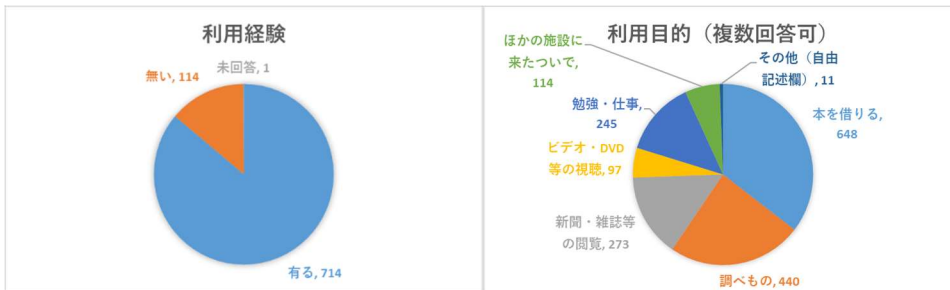 利用経験
未回答, 1
無い, 114
有る, 714
利用目的（複数回答可）
ほかの施設に
来たついで,
114
その他（自由
記述欄）, 11
勉強・仕事,
245
本を借りる,
648
ビデオ・DVD
等の視聴, 97
新聞・雑誌等
の閲覧, 273
調べもの, 440